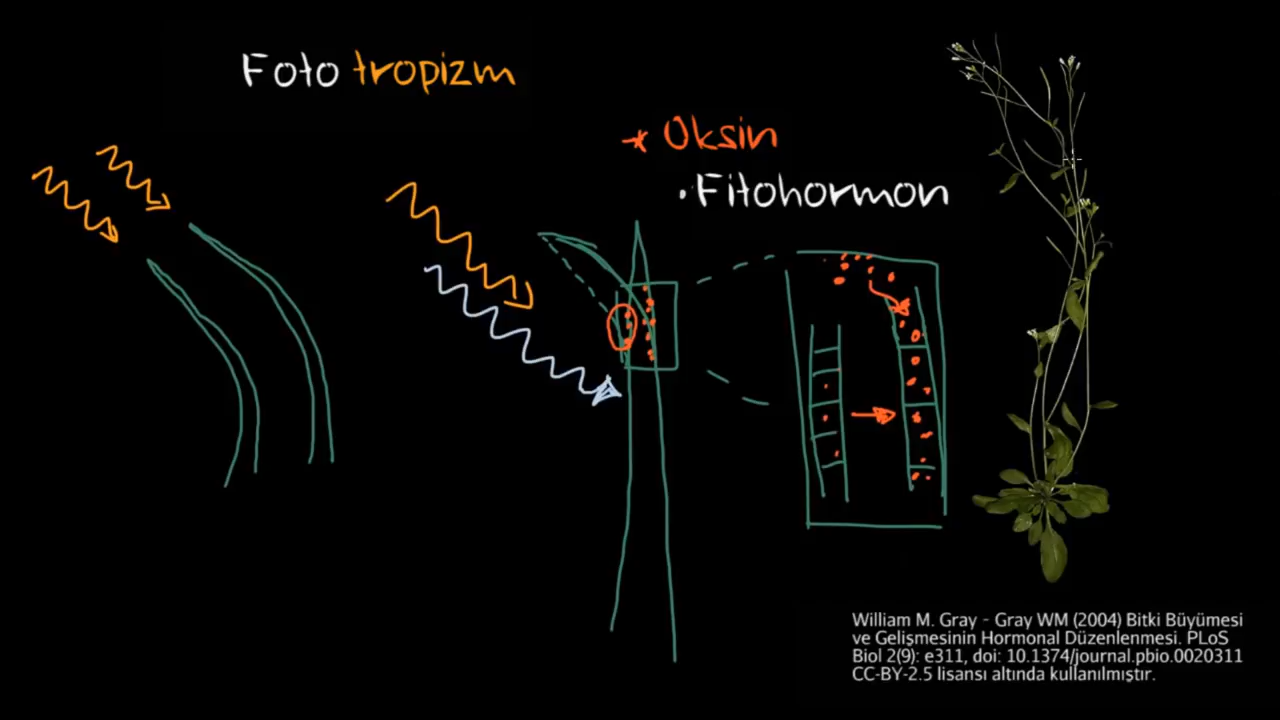 Foto tropizm
* Oksin
• Fitohormon
William M. Gray - Gray WM (2004) Bitki Büyümesi
ve Gelişmesinin Hormonal Düzenlenmesi. PLoS
Biol 2(9): e311, doi: 10.1374/journal.pbio.0020311
CC-BY-2.5 lisansı altında kullanılmıştır.